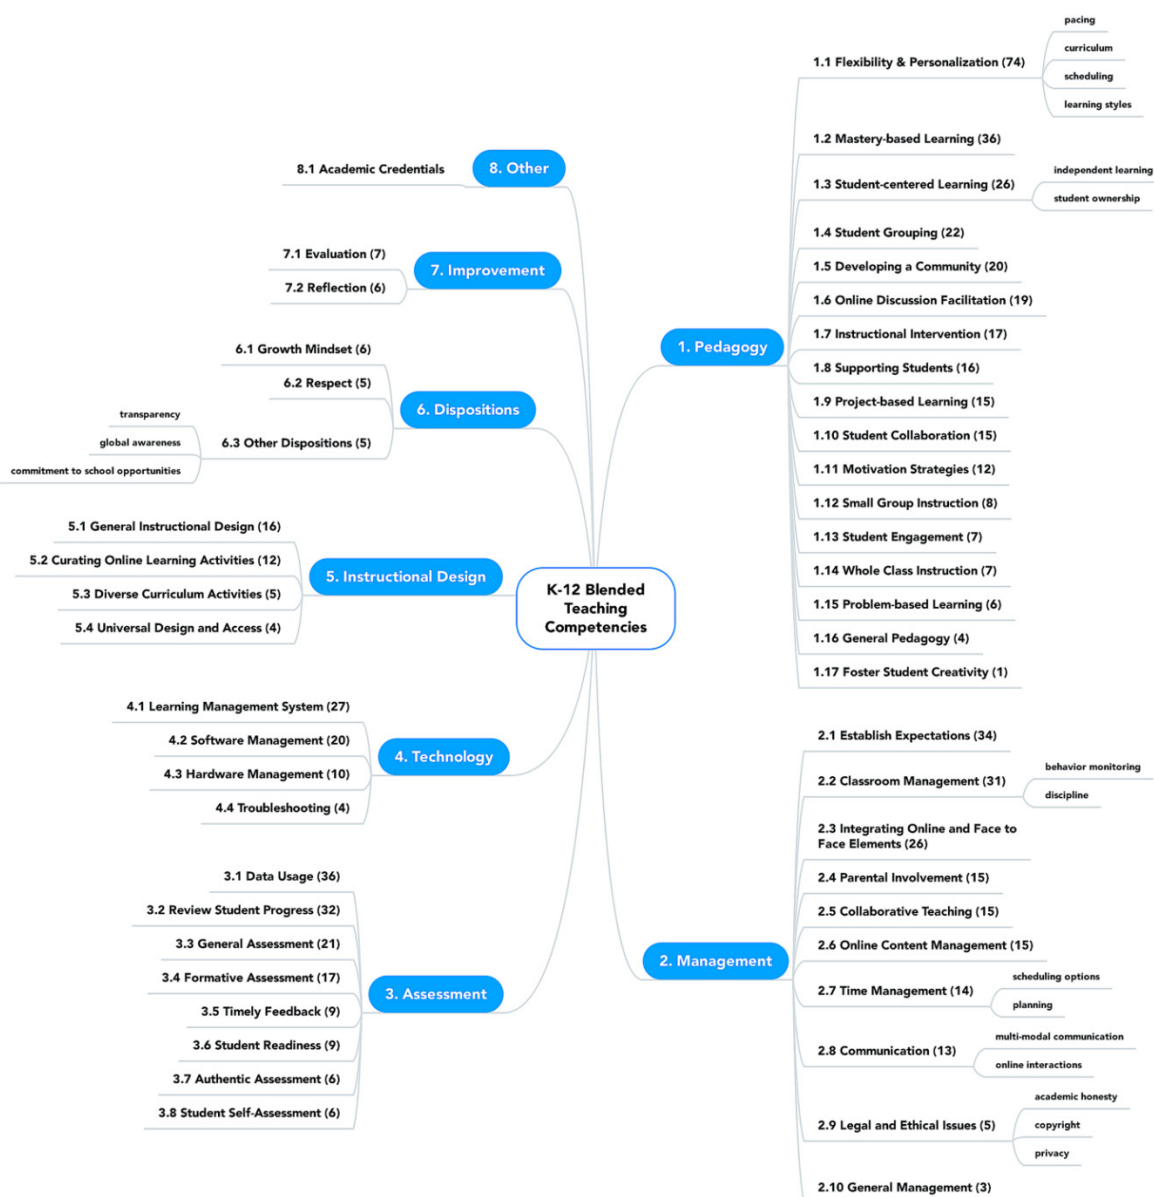 K-12 Blended
Teaching
Competencies
1. Pedagogy
1.1 Flexibility & Personalization (74)
pacing
curriculum
scheduling
learning styles
1.2 Mastery-based Learning (36)
1.3 Student-centered Learning (26)
independent learning
student ownership
1.4 Student Grouping (22)
1.5 Developing a Community (20)
1.6 Online Discussion Facilitation (19)
1.7 Instructional Intervention (17)
1.8 Supporting Students (16)
1.9 Project-based Learning (15)
1.10 Student Collaboration (15)
1.11 Motivation Strategies (12)
1.12 Small Group Instruction (8)
1.13 Student Engagement (7)
1.14 Whole Class Instruction (7)
1.15 Problem-based Learning (6)
1.16 General Pedagogy (4)
1.17 Foster Student Creativity (1)
2. Management
2.1 Establish Expectations (34)
2.2 Classroom Management (31)
behavior monitoring
discipline
2.3 Integrating Online and Face to
Face Elements (26)
2.4 Parental Involvement (15)
2.5 Collaborative Teaching (15)
2.6 Online Content Management (15)
2.7 Time Management (14)
scheduling options
planning
2.8 Communication (13)
multi-modal communication
online interactions
2.9 Legal and Ethical Issues (5)
academic honesty
copyright
privacy
2.10 General Management (3)
3. Assessment
3.1 Data Usage (36)
3.2 Review Student Progress (32)
3.3 General Assessment (21)
3.4 Formative Assessment (17)
3.5 Timely Feedback (9)
3.6 Student Readiness (9)
3.7 Authentic Assessment (6)
3.8 Student Self-Assessment (6)
4. Technology
4.1 Learning Management System (27)
4.2 Software Management (20)
4.3 Hardware Management (10)
4.4 Troubleshooting (4)
5. Instructional Design
5.1 General Instructional Design (16)
5.2 Curating Online Learning Activities (12)
5.3 Diverse Curriculum Activities (5)
5.4 Universal Design and Access (4)
6. Dispositions
6.1 Growth Mindset (6)
6.2 Respect (5)
6.3 Other Dispositions (5)
transparency
global awareness
commitment to school opportunities
7. Improvement
7.1 Evaluation (7)
7.2 Reflection (6)
8. Other
8.1 Academic Credentials